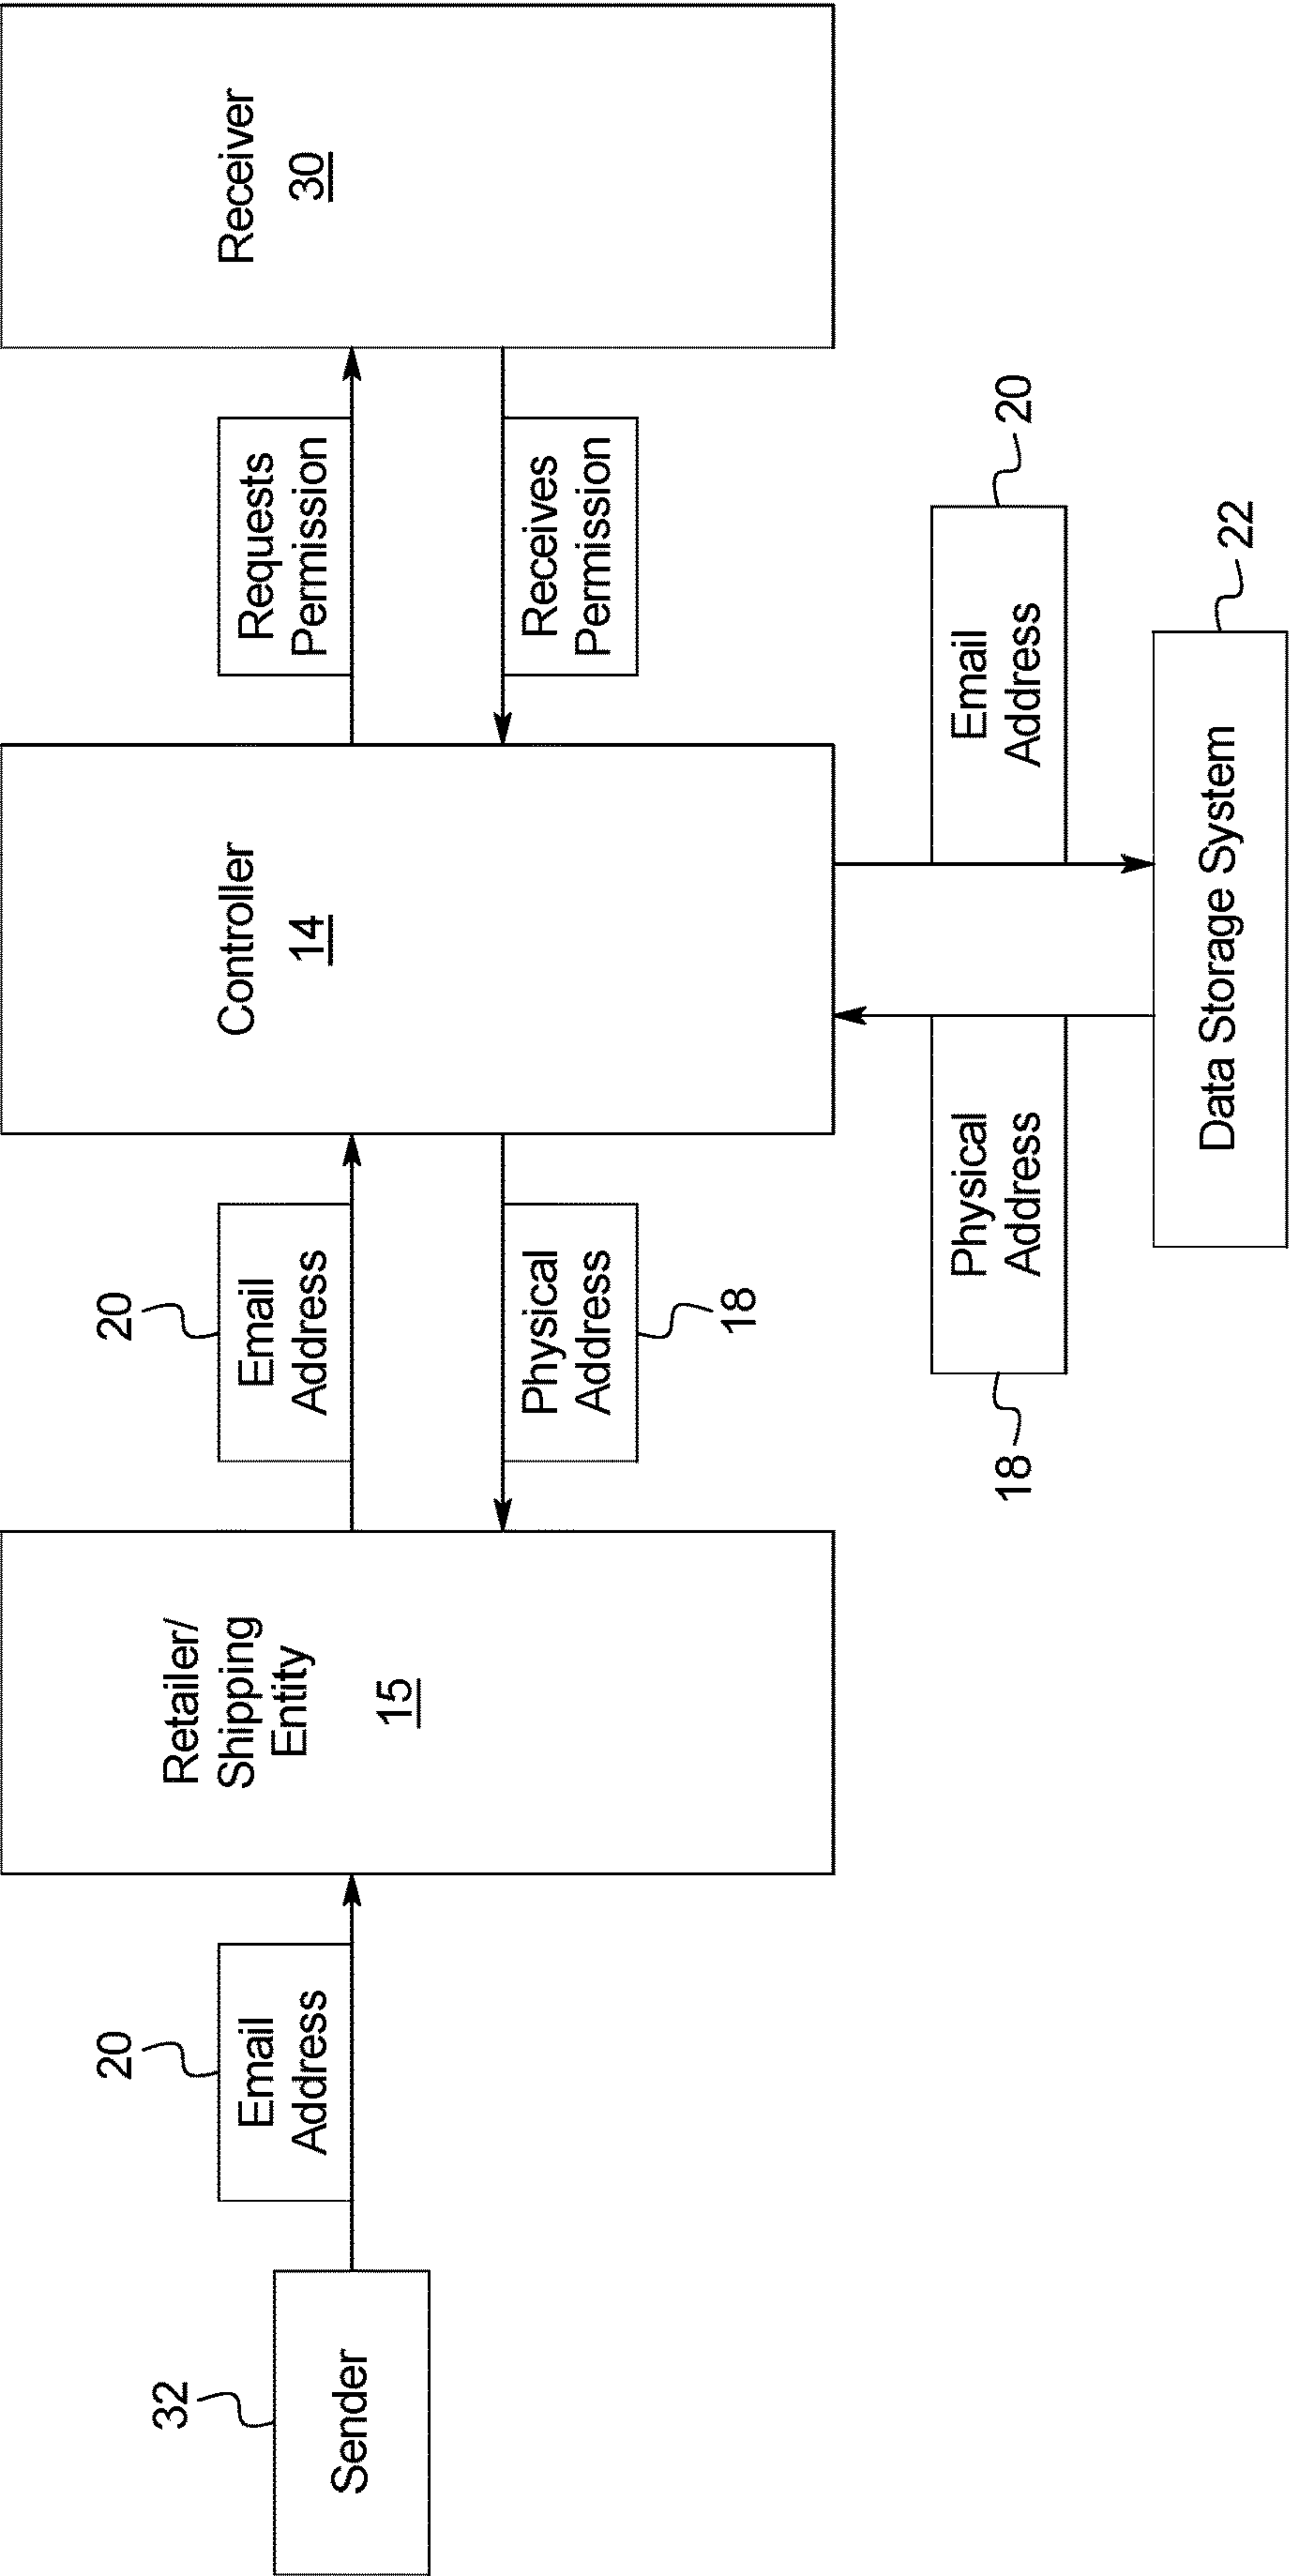 32
Sender
20
Email
Address
Retailer/
Shipping
Entity
15
20
Email
Address
Physical
Address
18
Controller
14
Requests
Permission
Receives
Permission
Receiver
30
18
Physical
Address
Email
Address
20
Data Storage System
22